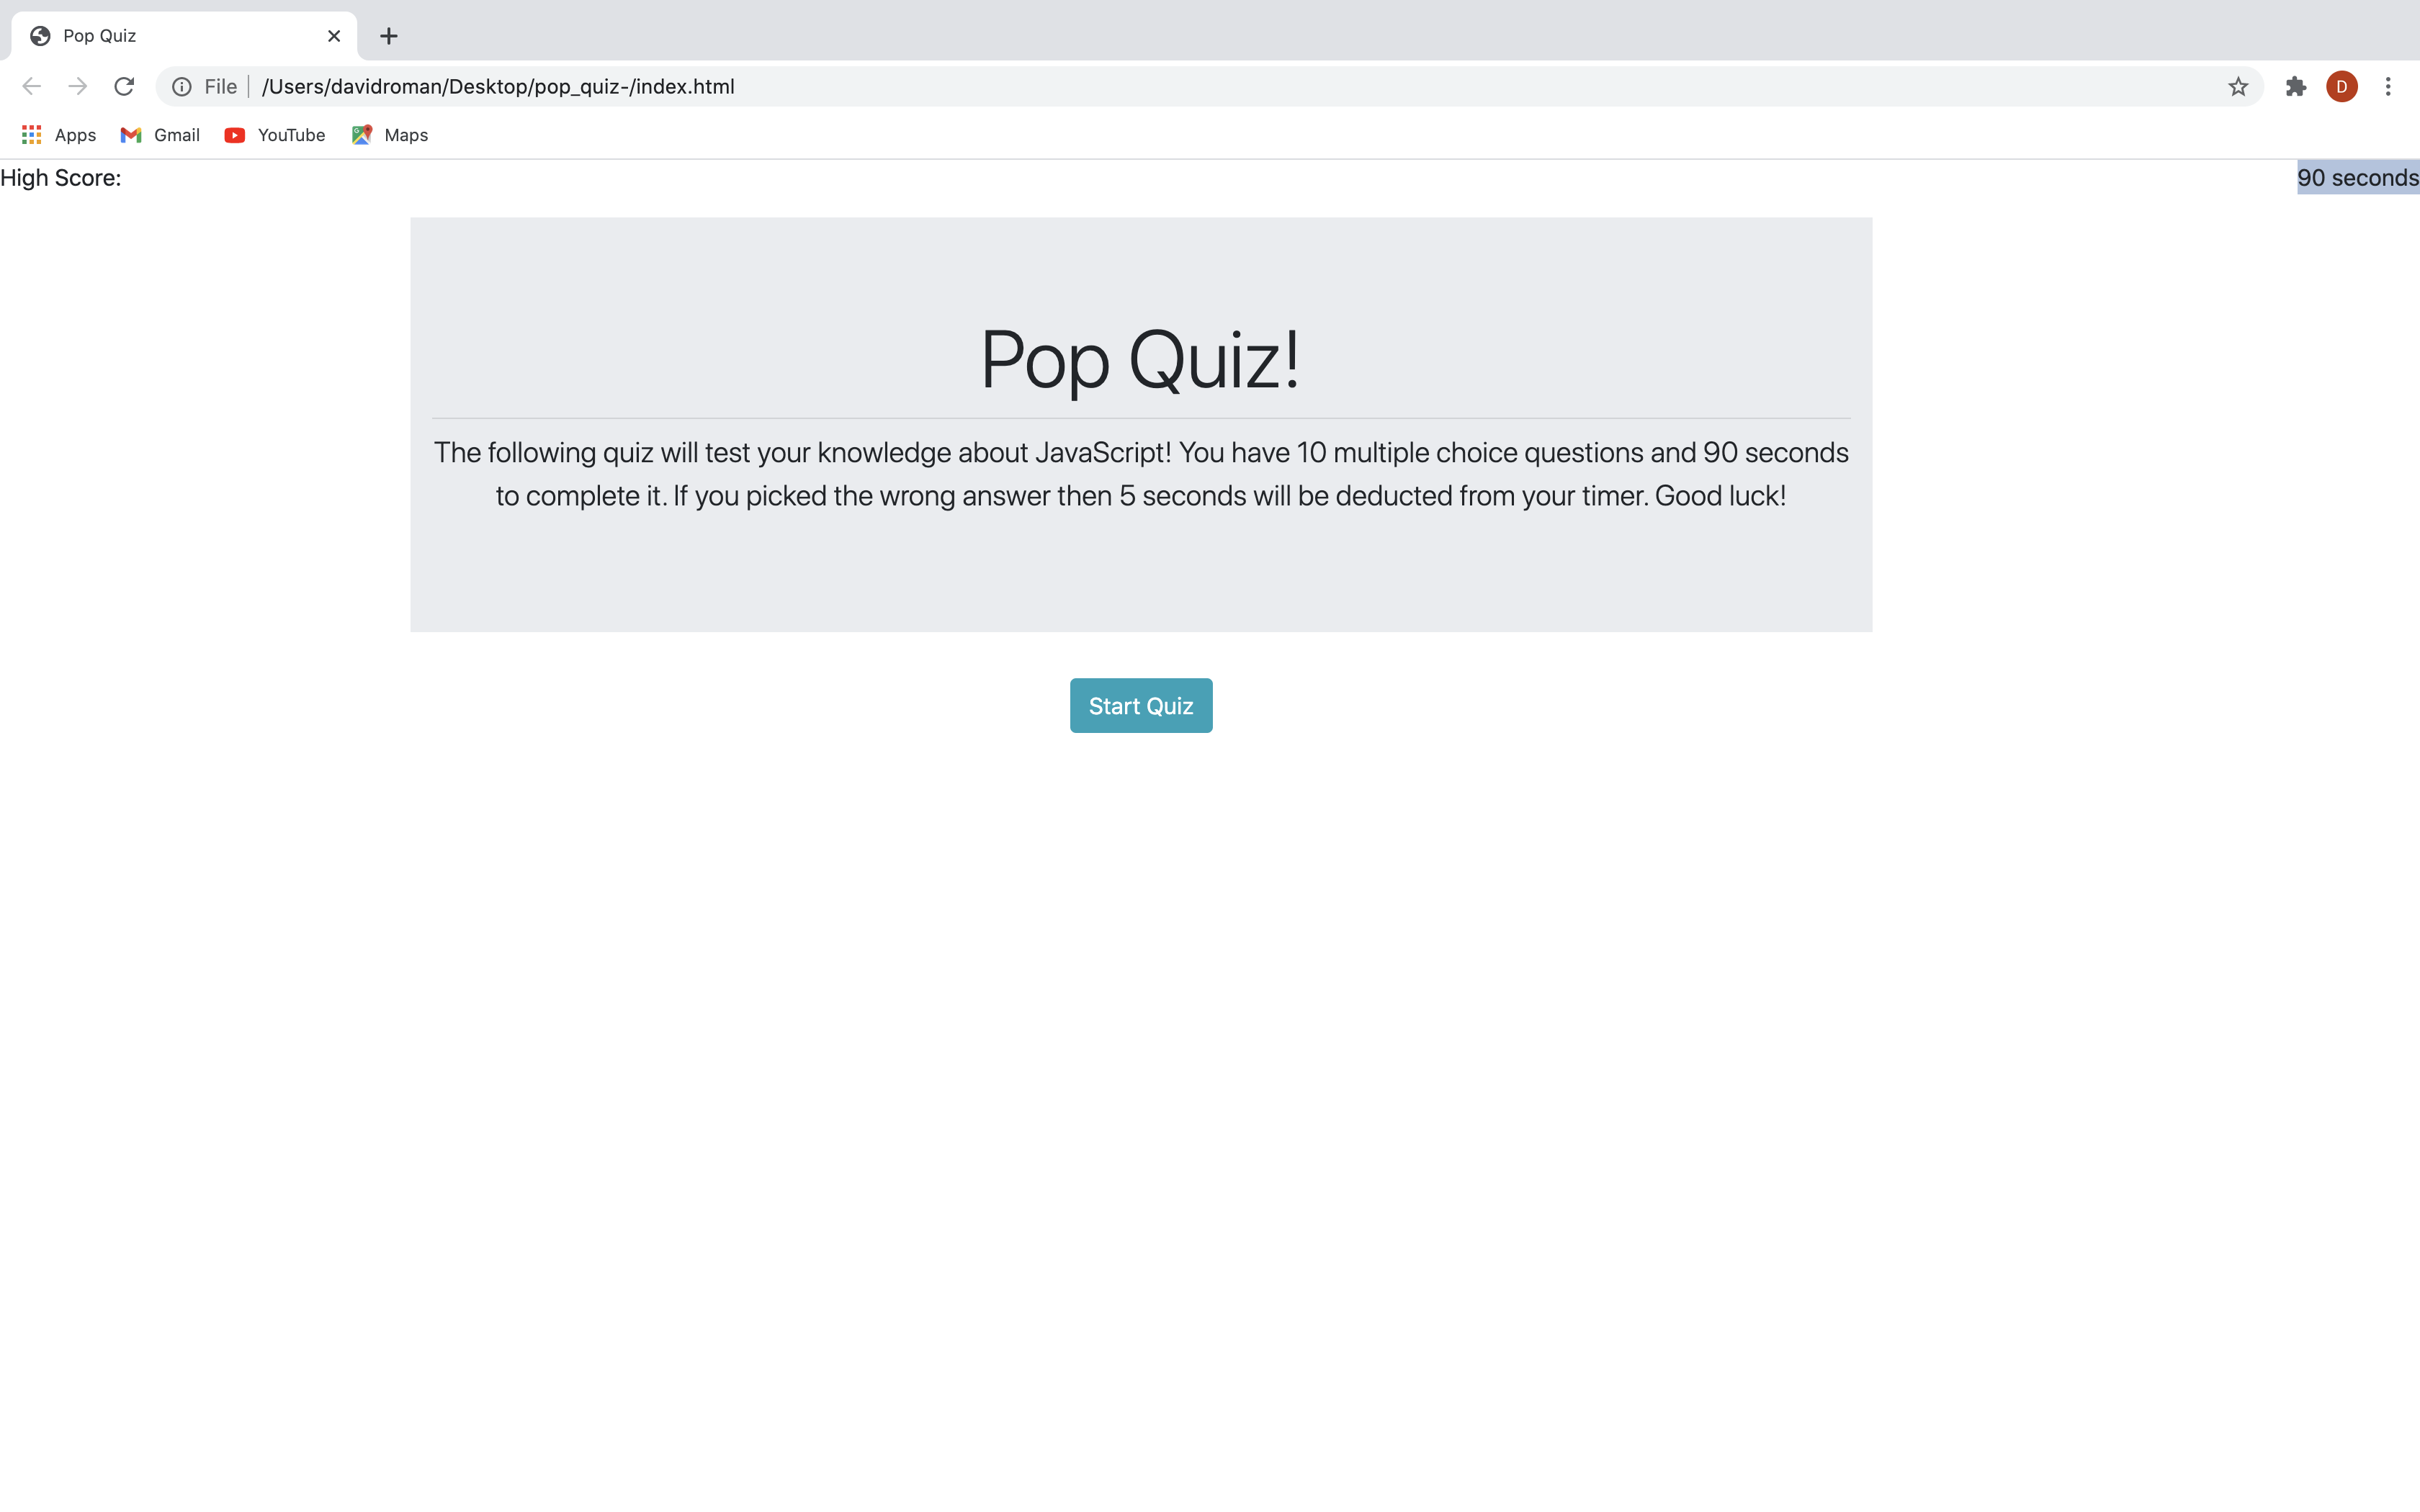 Pop Quiz
File /Users/davidroman/Desktop/pop_quiz-/index.html
D
Apps Gmail YouTube Maps
High Score: 90 seconds
Pop Quiz!
The following quiz will test your knowledge about JavaScript! You have 10 multiple choice questions and 90 seconds
to complete it. If you picked the wrong answer then 5 seconds will be deducted from your timer. Good luck!
Start Quiz